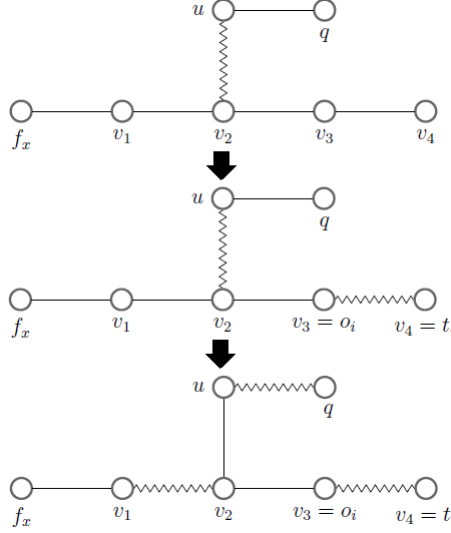 u
q
f_x v_1 v_2 v_3 v_4
u
q
f_x v_1 v_2 v_3 = o_i v_4 = t
u
q
f_x v_1 v_2 v_3 = o_i v_4 = t